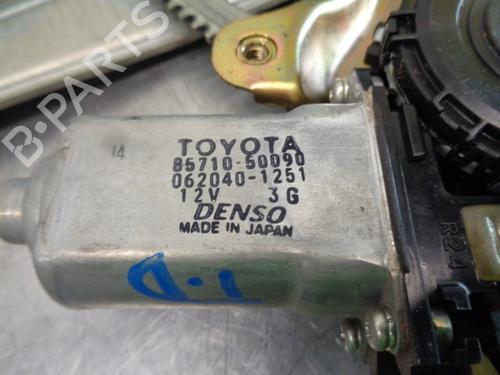 B-PARTS
14
TOYOTA
85710-50090
062040-1251
12V 3G
DENSO
MADE IN JAPAN
R24